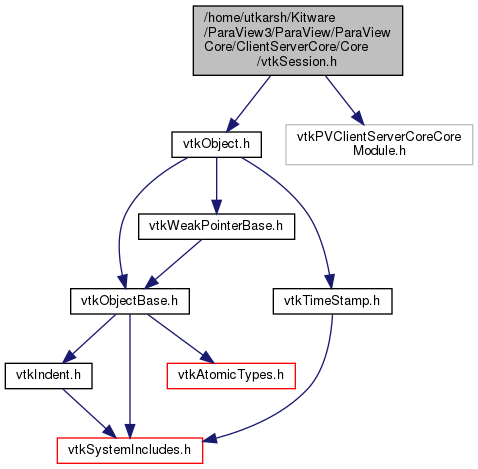 /home/utkarsh/Kitware
/ParaView3/ParaView/ParaView
Core/ClientServerCore/Core
/vtkSession.h
vtkObject.h
vtkPVClientServerCoreCore
Module.h
vtkWeakPointerBase.h
vtkObjectBase.h
vtkTimeStamp.h
vtkIndent.h
vtkAtomicTypes.h
vtkSystemIncludes.h